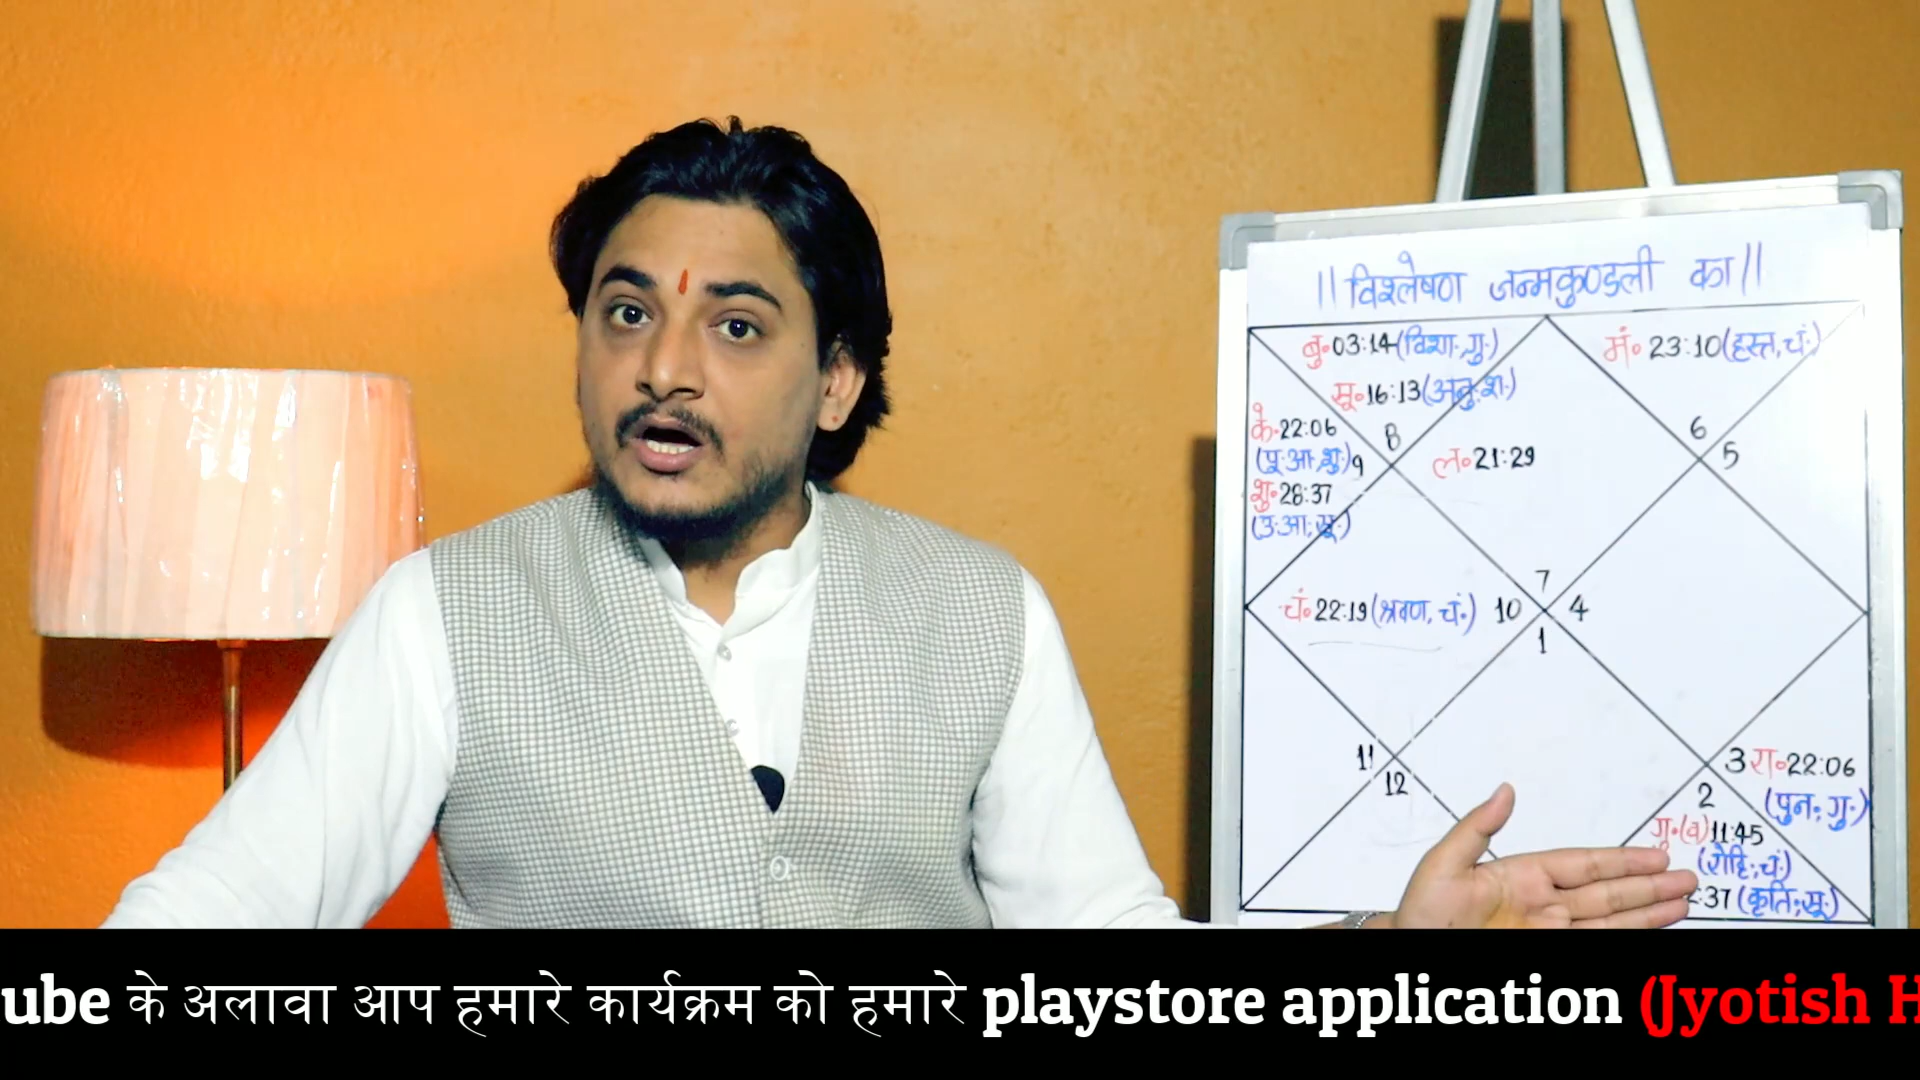 ॥ विश्लेषण जन्मकुण्डली का ॥
बु॰03:14(विशा;गु॰)
मं॰ 23:10(हस्त,चं॰)
सू॰16:13(अनु;श॰)
के॰22:06
(पू॰आ;शु॰)
शु॰28:37
(उ॰आ;सू॰)
8
9
ल॰21:29
6
5
7
चं॰22:19(श्रवण, चं॰)
10
4
1
11
12
3
रा॰22:06
(पुन॰;गु॰)
2
गु॰(व)11:45
(रोहि;चं॰)
:37(कृति;सू॰)
ube के अलावा आप हमारे कार्यक्रम को हमारे playstore application (Jyotish H